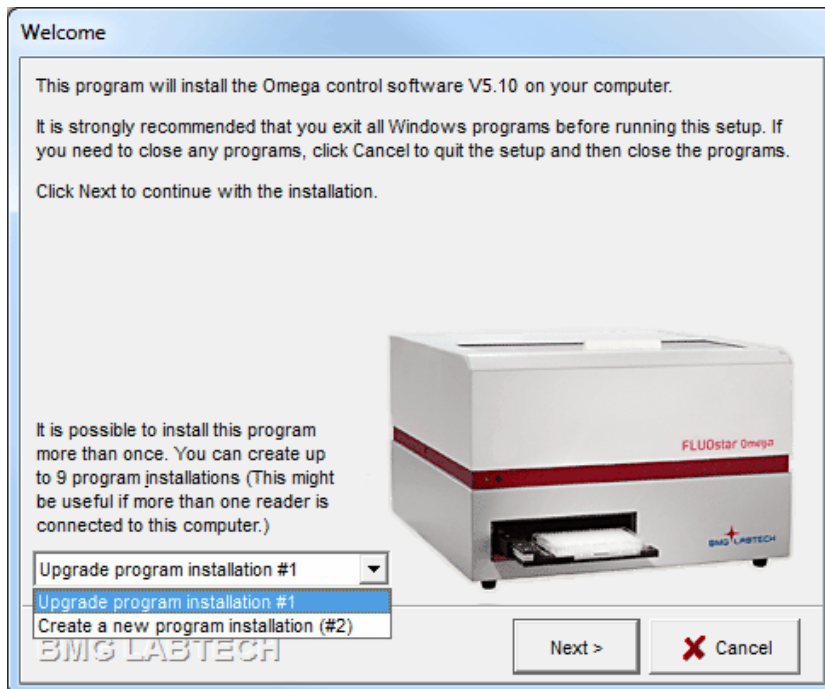 Welcome
This program will install the Omega control software V5.10 on your computer.
It is strongly recommended that you exit all Windows programs before running this setup. If
you need to close any programs, click Cancel to quit the setup and then close the programs.
Click Next to continue with the installation.
It is possible to install this program
more than once. You can create up
to 9 program installations (This might
be useful if more than one reader is
connected to this computer.)
FLUOstar Omega
BMG LABTECH
Upgrade program installation #1
Upgrade program installation #1
Create a new program installation (#2)
BMG LABTECH
Next >
Cancel